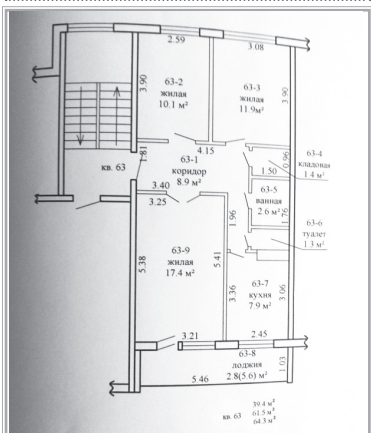 2.59
3.08
3.90
63-2
жилая
10.1 м²
63-3
жилая
11.9м²
3.90
4.15
63-1
коридор
8.9 м²
1.81
кв. 63
3.40
3.25
0.96
63-4
кладовая
1.4 м²
1.50
63-5
ванная
2.6 м²
1.76
63-6
туалет
1.3 м²
1.96
5.38
63-9
жилая
17.4 м²
5.41
3.36
63-7
кухня
7.9 м²
3.06
3.21
2.45
63-8
лоджия
2.8(5.6) м²
1.03
5.46
39.4 м²
кв. 63 61.5 м²
64.3 м²